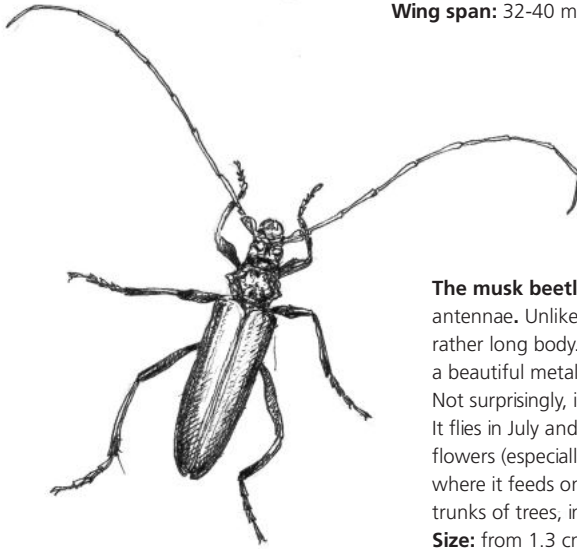 Wing span: 32-40 m
The musk beetl
antennae. Unlike
rather long body.
a beautiful metal
Not surprisingly, i
It flies in July and
flowers (especiall
where it feeds or
trunks of trees, ir
Size: from 1.3 cr